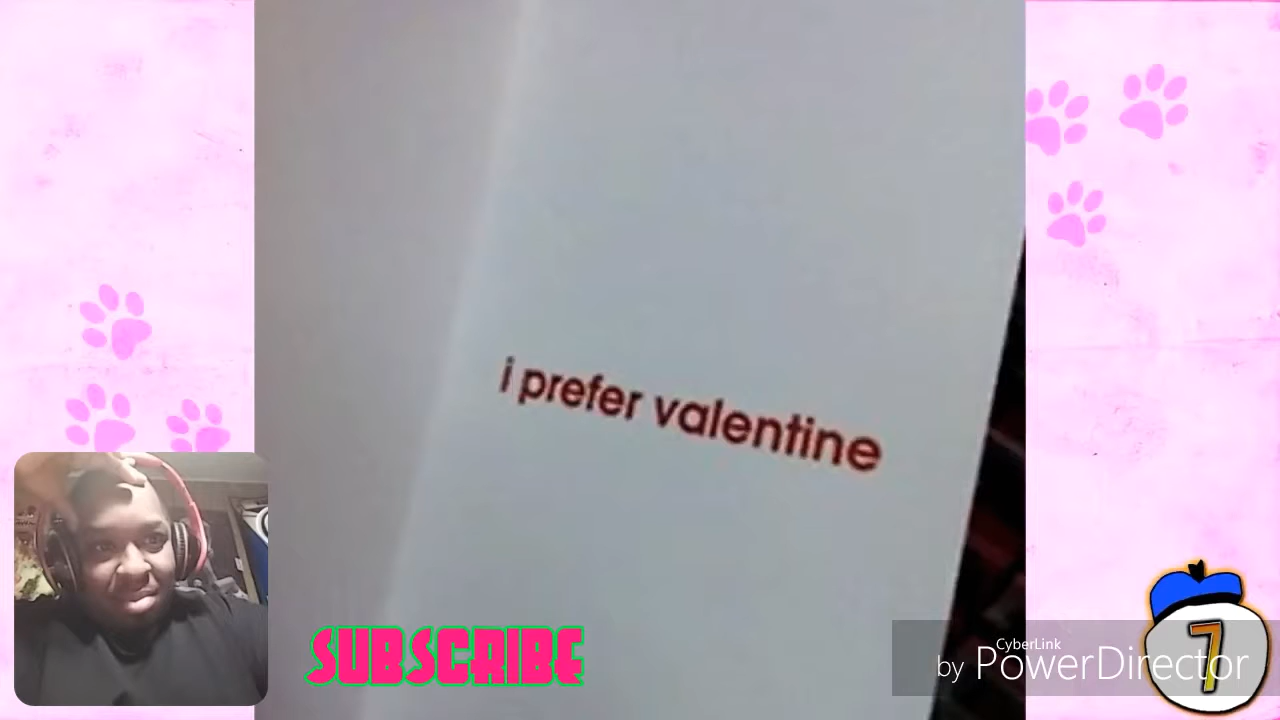 i prefer valentine
SUBSCRIBE
CyberLink
by PowerDirector
7